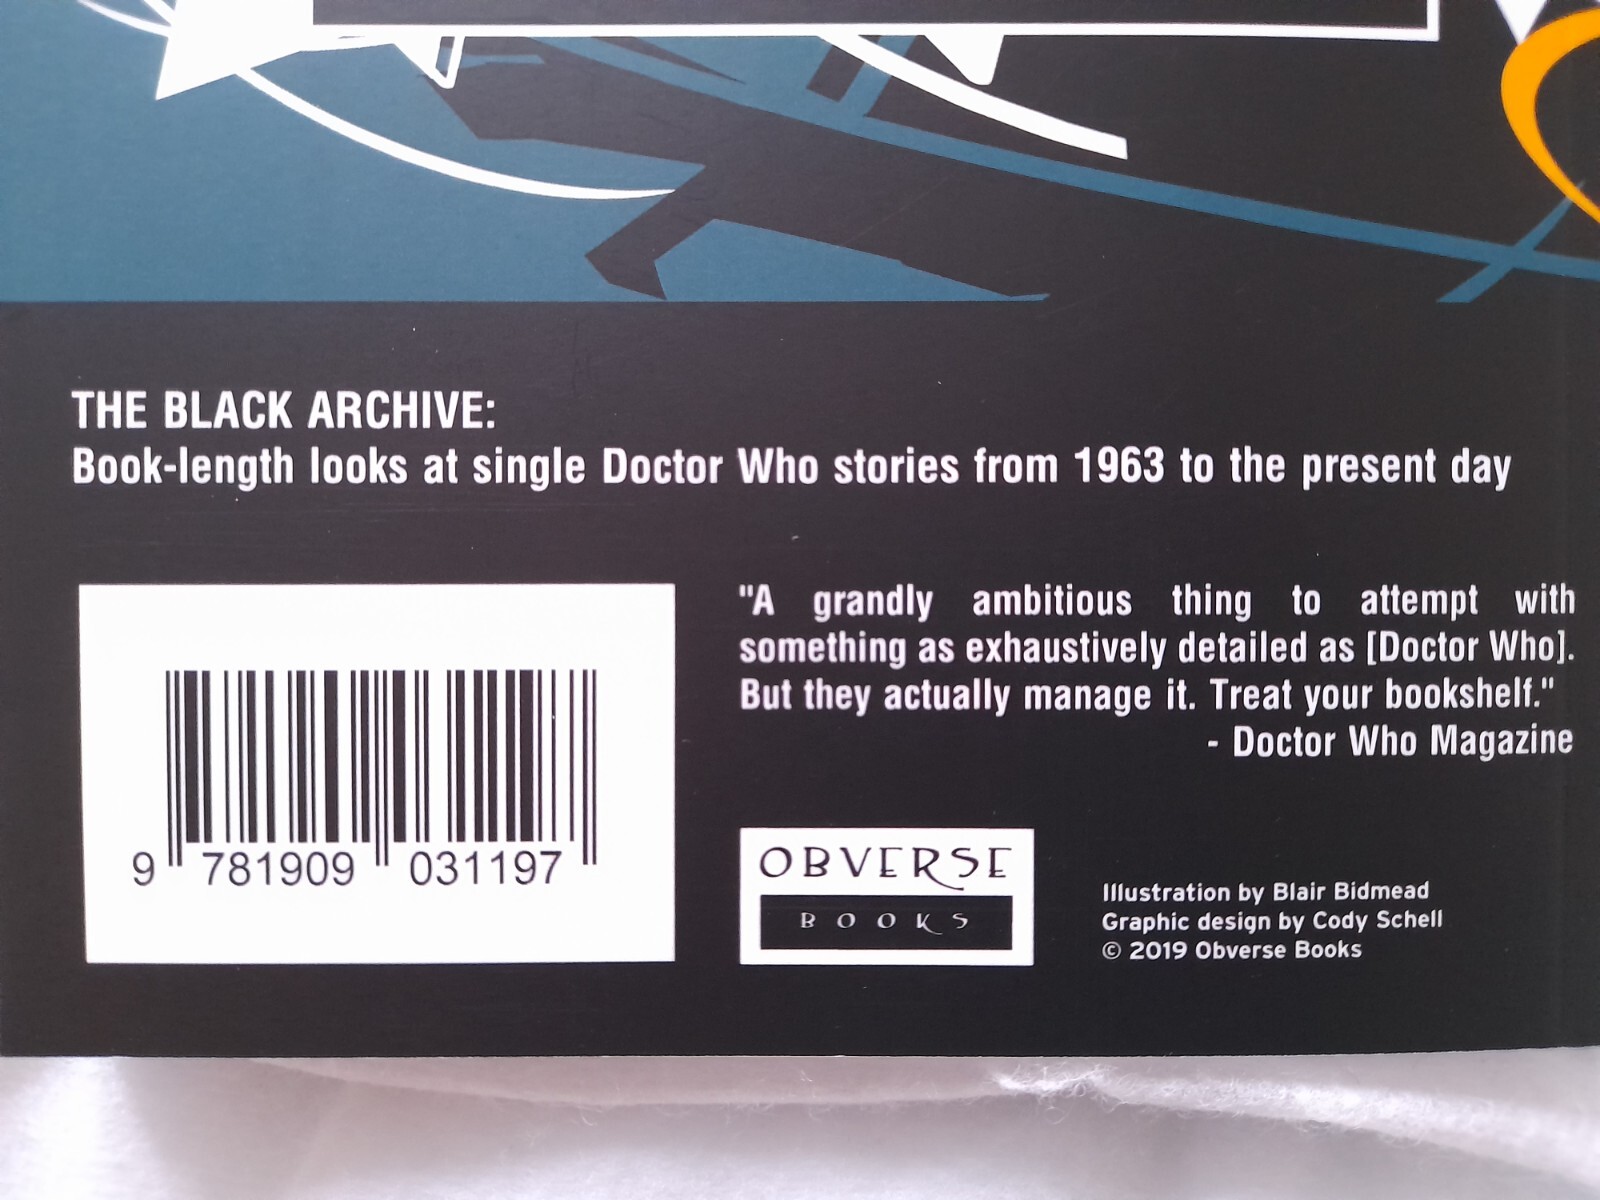 THE BLACK ARCHIVE:
Book-length looks at single Doctor Who stories from 1963 to the present day
"A grandly ambitious thing to attempt with
something as exhaustively detailed as [Doctor Who].
But they actually manage it. Treat your bookshelf."
- Doctor Who Magazine
9 781909 031197
OBVERSE
BOOKS
Illustration by Blair Bidmead
Graphic design by Cody Schell
© 2019 Obverse Books